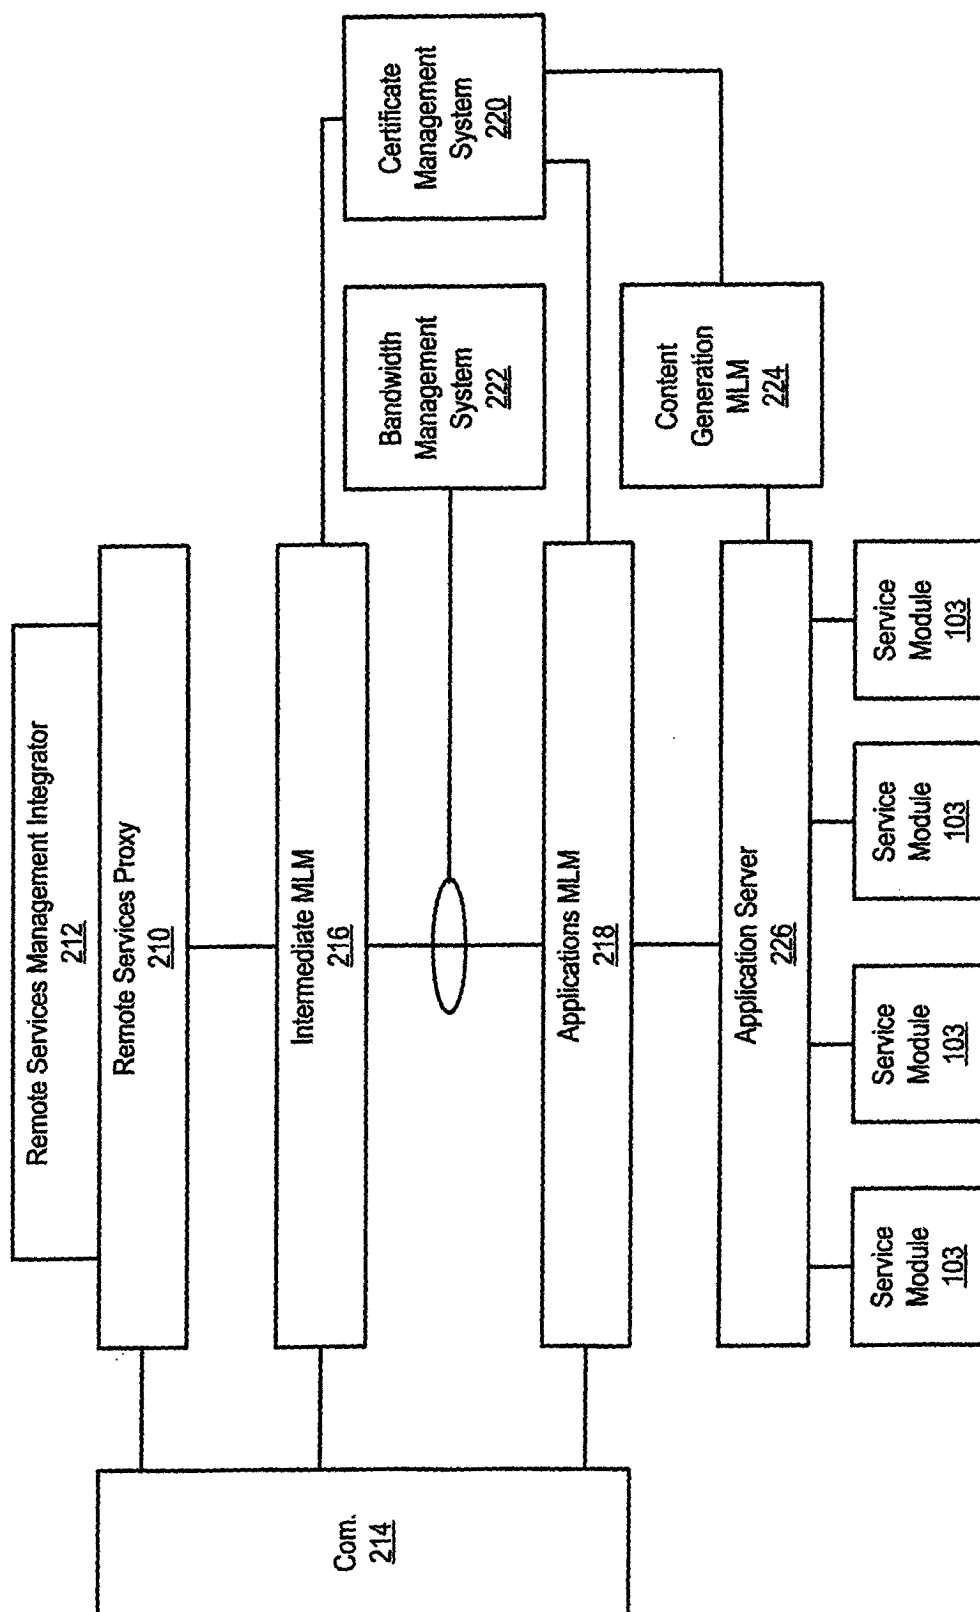 Remote Services Management Integrator
212
Remote Services Proxy
210
Com.
214
Intermediate MLM
216
Certificate
Management
System
220
Bandwidth
Management
System
222
Applications MLM
218
Content
Generation
MLM
224
Application Server
226
Service
Module
103
Service
Module
103
Service
Module
103
Service
Module
103